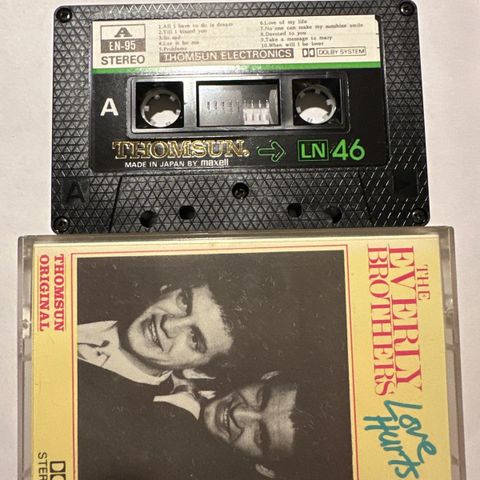 A
EN-95
STEREO
1.All i have to do is dream
2.Till i kissed you
3.So sad
4.Let it be me
5.Problems
6.Love of my life
7.No one can make my sunshine smile
8.Devoted to you
9.Take a message to mary
10.When will i be loved
THOMSUN ELECTRONICS DOLBY SYSTEM
A
THOMSUN. LN 46
MADE IN JAPAN BY maxell
A
THE
EVERLY
BROTHERS
Love
Hurts
THOMSUN
ORIGINAL